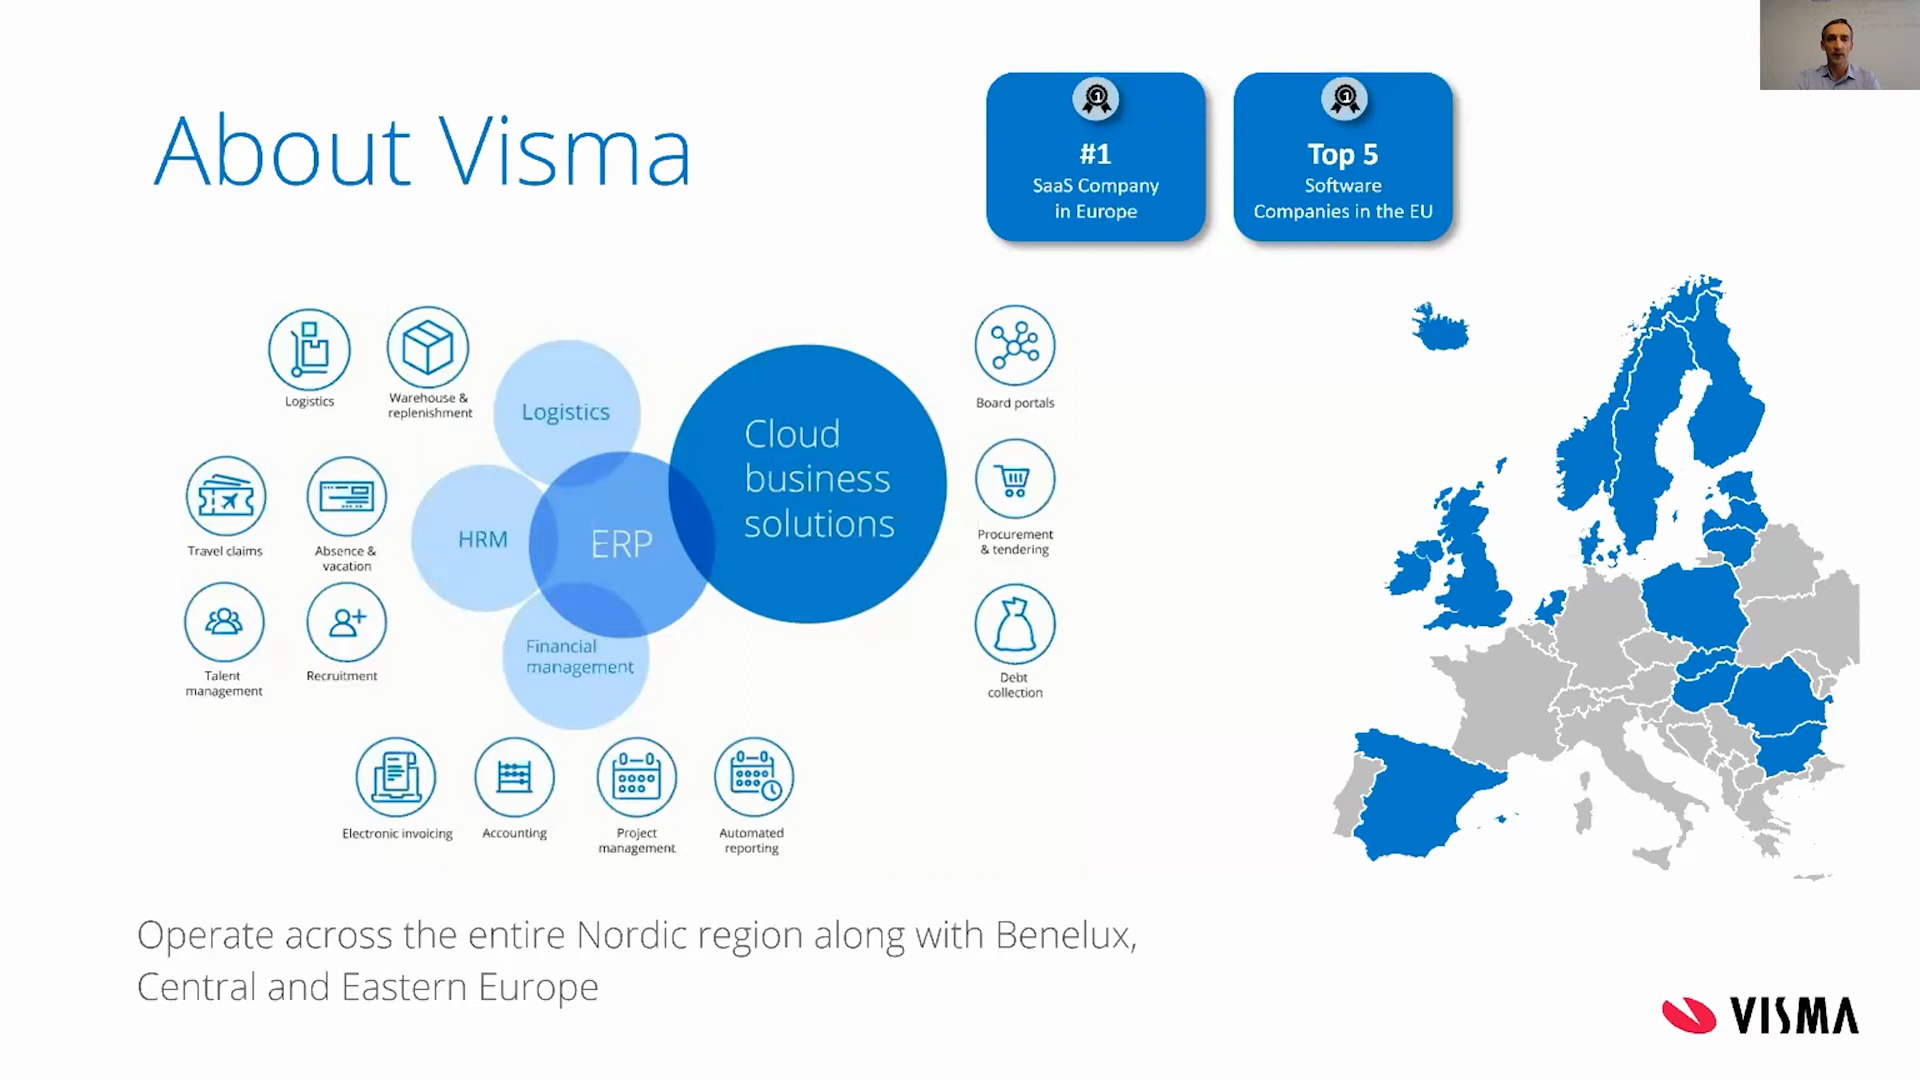 About Visma
#1
SaaS Company
in Europe
Top 5
Software
Companies in the EU
Logistics
Warehouse &
replenishment
Travel claims
Absence &
vacation
Talent
management
Recruitment
Logistics
HRM
ERP
Financial
management
Cloud
business
solutions
Board portals
Procurement
& tendering
Debt
collection
Electronic invoicing
Accounting
Project
management
Automated
reporting
Operate across the entire Nordic region along with Benelux,
Central and Eastern Europe
VISMA